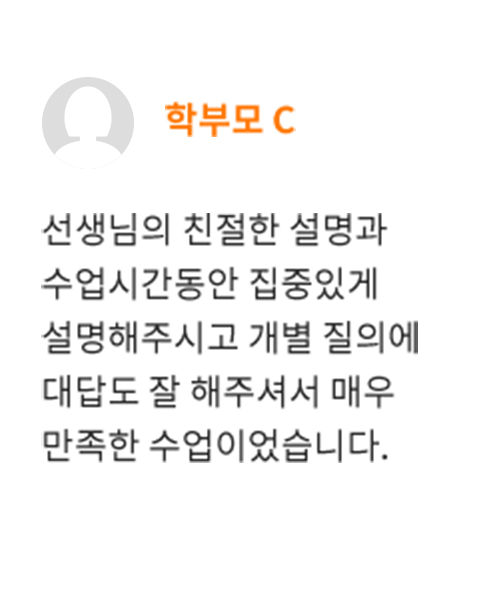 학부모 C
선생님의 친절한 설명과
수업시간동안 집중있게
설명해주시고 개별 질의에
대답도 잘 해주셔서 매우
만족한 수업이었습니다.